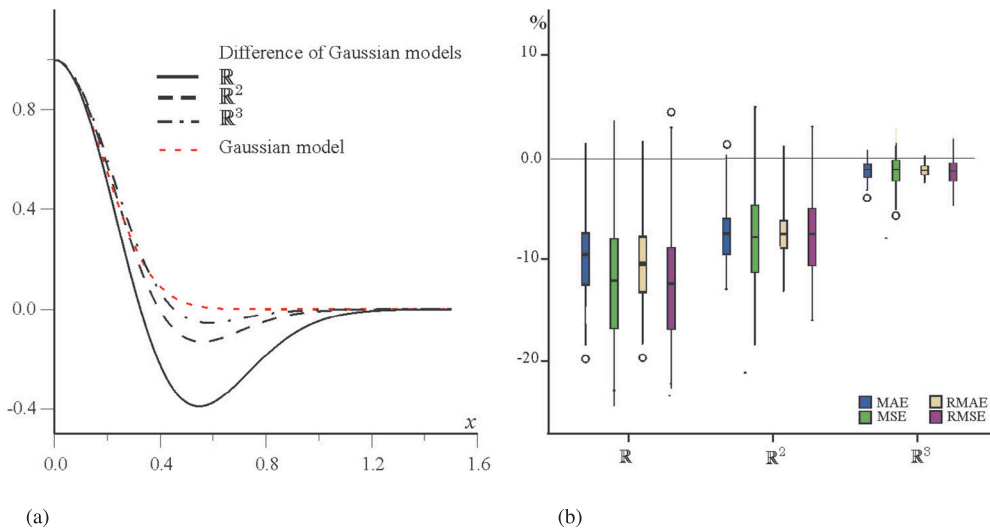 Difference of Gaussian models
ℝ
ℝ²
ℝ³
Gaussian model
0.8
0.4
0.0
-0.4
x
0.0 0.4 0.8 1.2 1.6
(a)
%
10
0.0
-10
-20
MAE RMAE
MSE RMSE
ℝ ℝ² ℝ³
(b)